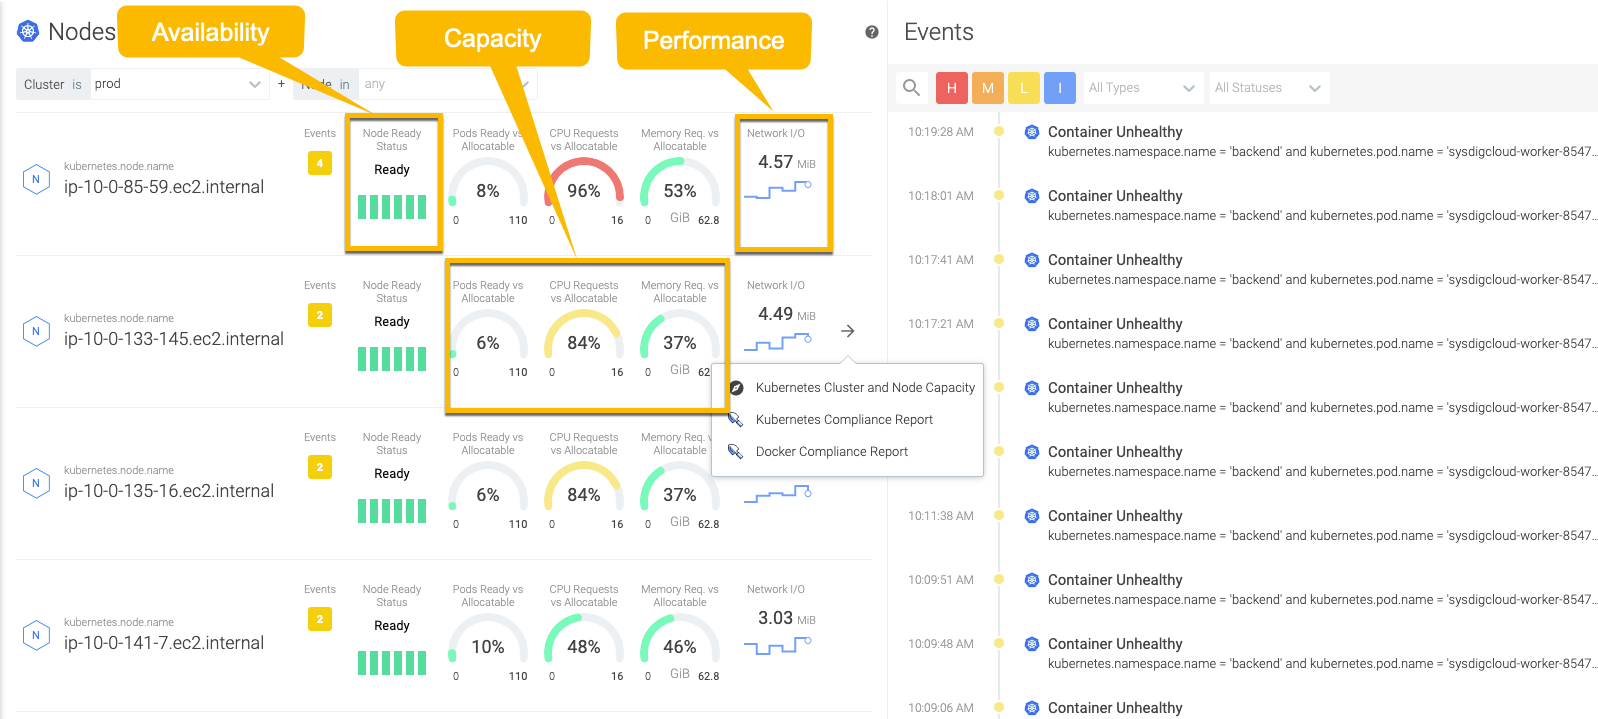 Nodes
Availability
Capacity
Performance
Cluster is prod
+
Node in any
Events
Node Ready Status
Pods Ready vs Allocatable
CPU Requests vs Allocatable
Memory Req. vs Allocatable
Network I/O
N
kubernetes.node.name
ip-10-0-85-59.ec2.internal
4
Ready
8%
0 110
96%
0 16
53%
0 GiB 62.8
4.57 MiB
Events
Node Ready Status
Pods Ready vs Allocatable
CPU Requests vs Allocatable
Memory Req. vs Allocatable
Network I/O
N
kubernetes.node.name
ip-10-0-133-145.ec2.internal
2
Ready
6%
0 110
84%
0 16
37%
0 GiB
4.49 MiB
Kubernetes Cluster and Node Capacity
Kubernetes Compliance Report
Docker Compliance Report
Events
Node Ready Status
Pods Ready vs Allocatable
CPU Requests vs Allocatable
Memory Req. Allocatable
N
kubernetes.node.name
ip-10-0-135-16.ec2.internal
2
Ready
6%
0 110
84%
0 16
37%
0 GiB 62.8
Events
Node Ready Status
Pods Ready vs Allocatable
CPU Requests vs Allocatable
Memory Req. vs Allocatable
Network I/O
N
kubernetes.node.name
ip-10-0-141-7.ec2.internal
2
Ready
10%
0 110
48%
0 16
46%
0 GiB 62.8
3.03 MiB
Events
H M L I
All Types
All Statuses
10:19:28 AM Container Unhealthy
kubernetes.namespace.name = 'backend' and kubernetes.pod.name = 'sysdigcloud-worker-8547...
10:18:01 AM Container Unhealthy
kubernetes.namespace.name = 'backend' and kubernetes.pod.name = 'sysdigcloud-worker-8547...
10:17:41 AM Container Unhealthy
kubernetes.namespace.name = 'backend' and kubernetes.pod.name = 'sysdigcloud-worker-8547...
10:17:21 AM Container Unhealthy
kubernetes.namespace.name = 'backend' and kubernetes.pod.name = 'sysdigcloud-worker-8547...
Container Unhealthy
kubernetes.namespace.name = 'backend' and kubernetes.pod.name = 'sysdigcloud-worker-8547...
Container Unhealthy
kubernetes.namespace.name = 'backend' and kubernetes.pod.name = 'sysdigcloud-worker-8547...
10:11:38 AM Container Unhealthy
kubernetes.namespace.name = 'backend' and kubernetes.pod.name = 'sysdigcloud-worker-8547...
10:09:51 AM Container Unhealthy
kubernetes.namespace.name = 'backend' and kubernetes.pod.name = 'sysdigcloud-worker-8547...
10:09:48 AM Container Unhealthy
kubernetes.namespace.name = 'backend' and kubernetes.pod.name = 'sysdigcloud-worker-8547...
10:09:06 AM Container Unhealthy